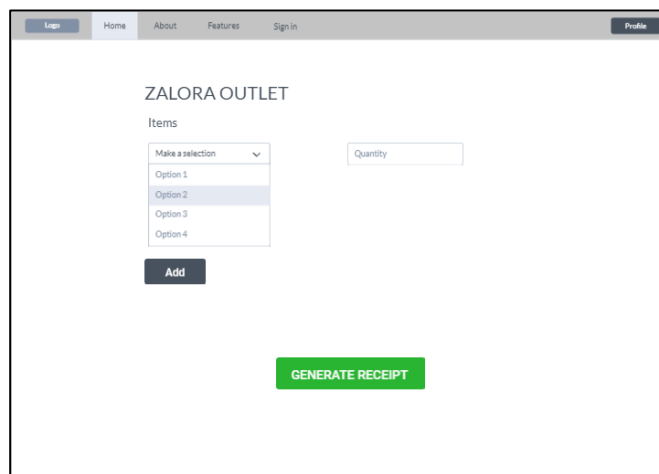 Logo Home About Features Sign in Profile
ZALORA OUTLET
Items
Make a selection Quantity
Option 1
Option 2
Option 3
Option 4
Add
GENERATE RECEIPT